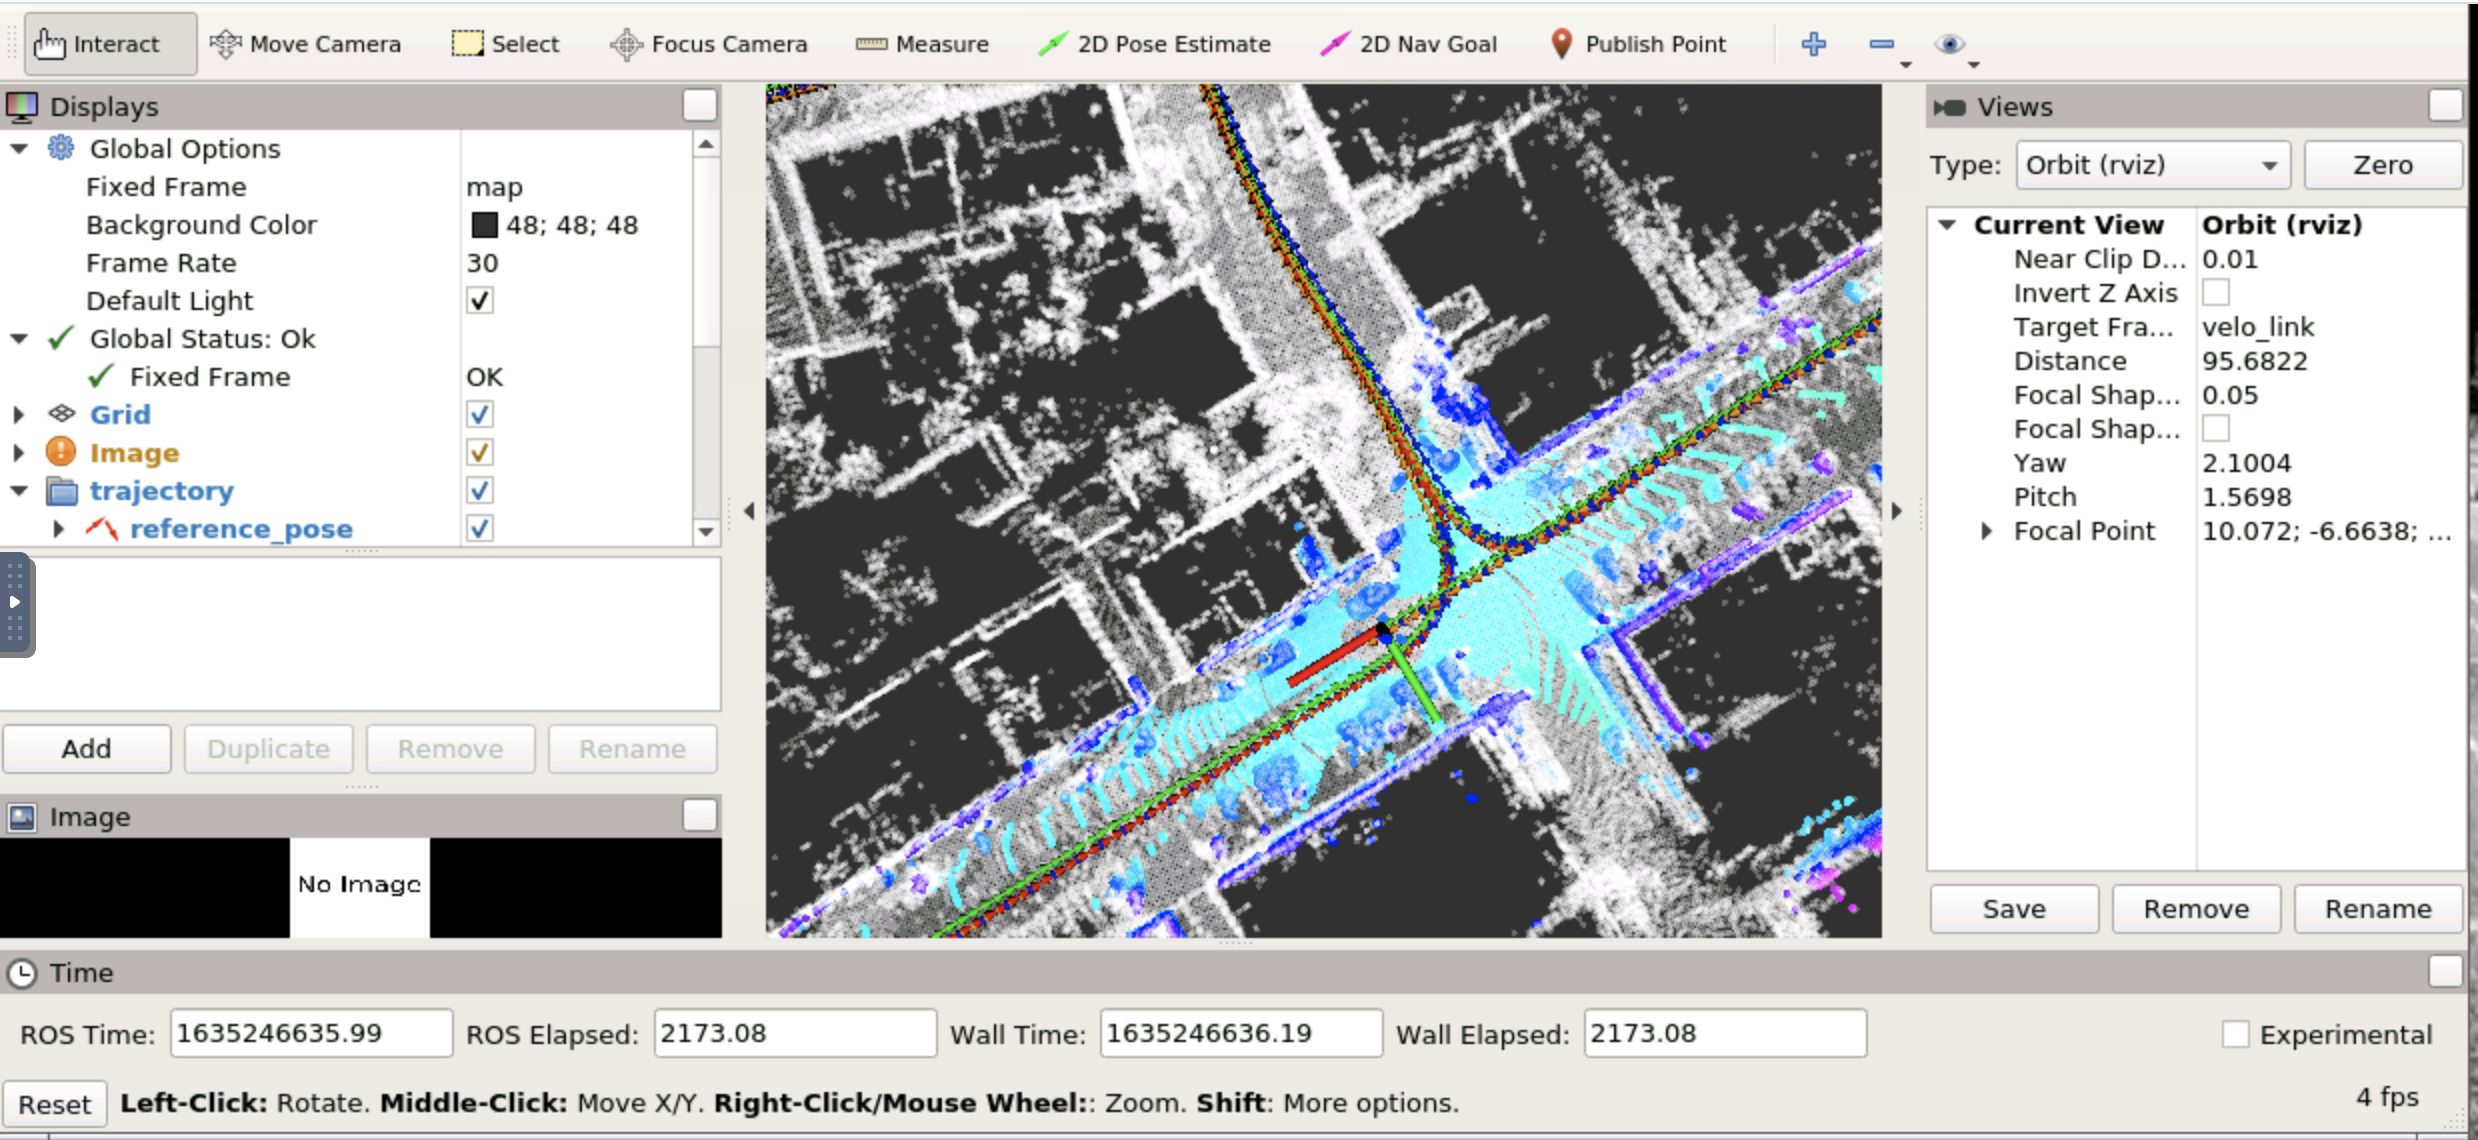 Interact Move Camera Select Focus Camera Measure 2D Pose Estimate 2D Nav Goal Publish Point
Displays
Global Options
Fixed Frame map
Background Color 48; 48; 48
Frame Rate 30
Default Light
Global Status: Ok
Fixed Frame OK
Grid
Image
trajectory
reference_pose
Add Duplicate Remove Rename
Image
No Image
Views
Type: Orbit (rviz) Zero
Current View Orbit (rviz)
Near Clip D... 0.01
Invert Z Axis
Target Fra... velo_link
Distance 95.6822
Focal Shap... 0.05
Focal Shap...
Yaw 2.1004
Pitch 1.5698
Focal Point 10.072; -6.6638; ...
Save Remove Rename
Time
ROS Time: 1635246635.99 ROS Elapsed: 2173.08 Wall Time: 1635246636.19 Wall Elapsed: 2173.08 Experimental
Reset Left-Click: Rotate. Middle-Click: Move X/Y. Right-Click/Mouse Wheel:: Zoom. Shift: More options. 4 fps